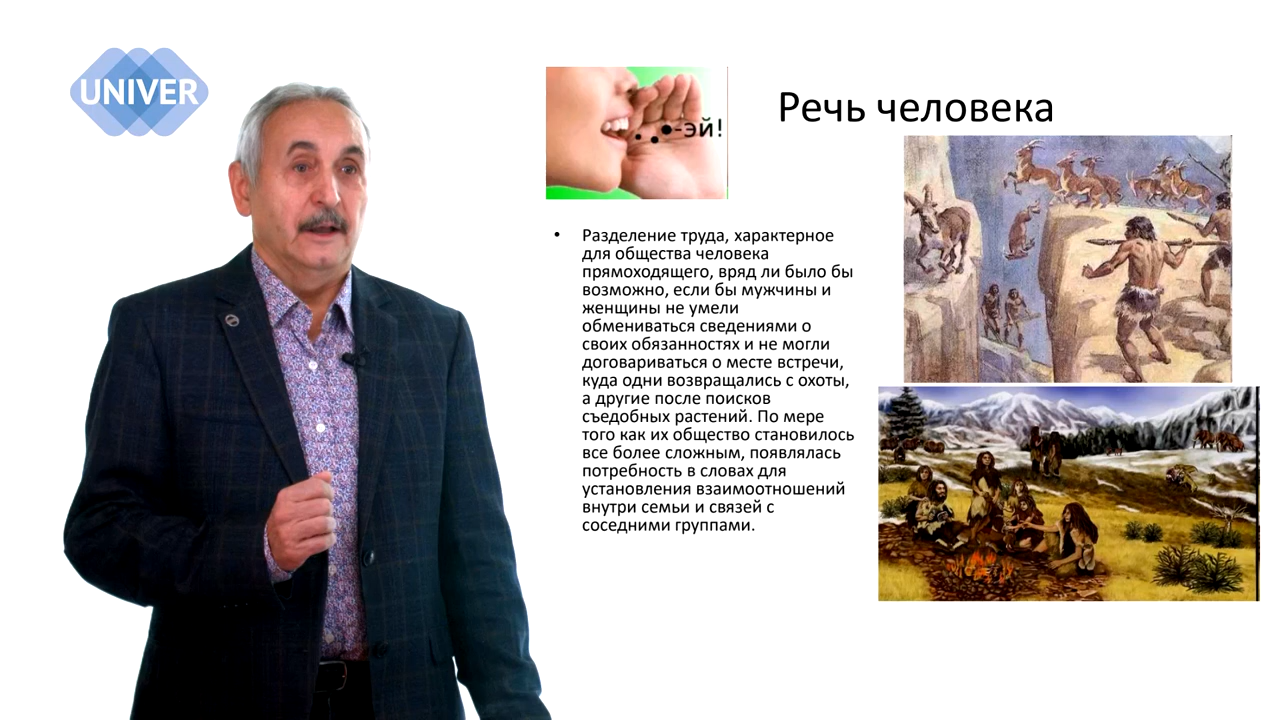 UNIVER
-эй!
Речь человека
• Разделение труда, характерное
для общества человека
прямоходящего, вряд ли было бы
возможно, если бы мужчины и
женщины не умели
обмениваться сведениями о
своих обязанностях и не могли
договариваться о месте встречи,
куда одни возвращались с охоты,
а другие после поисков
съедобных растений. По мере
того как их общество становилось
все более сложным, появлялась
потребность в словах для
установления взаимоотношений
внутри семьи и связей с
соседними группами.